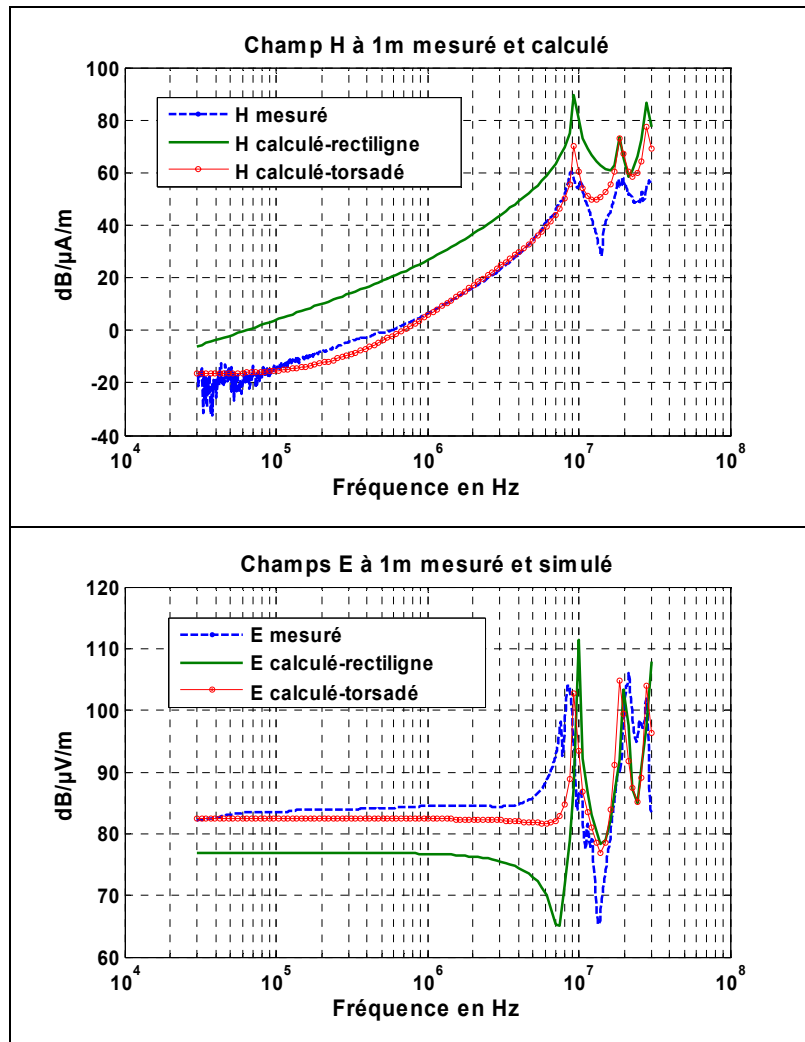 Champ H à 1m mesuré et calculé
100
80
60
40
20
0
-20
-40
dB/µA/m
H mesuré
H calculé-rectiligne
H calculé-torsadé
10^4
10^5
10^6
10^7
10^8
Fréquence en Hz
Champs E à 1m mesuré et simulé
120
110
100
90
80
70
60
dB/µV/m
E mesuré
E calculé-rectiligne
E calculé-torsadé
10^4
10^5
10^6
10^7
10^8
Fréquence en Hz